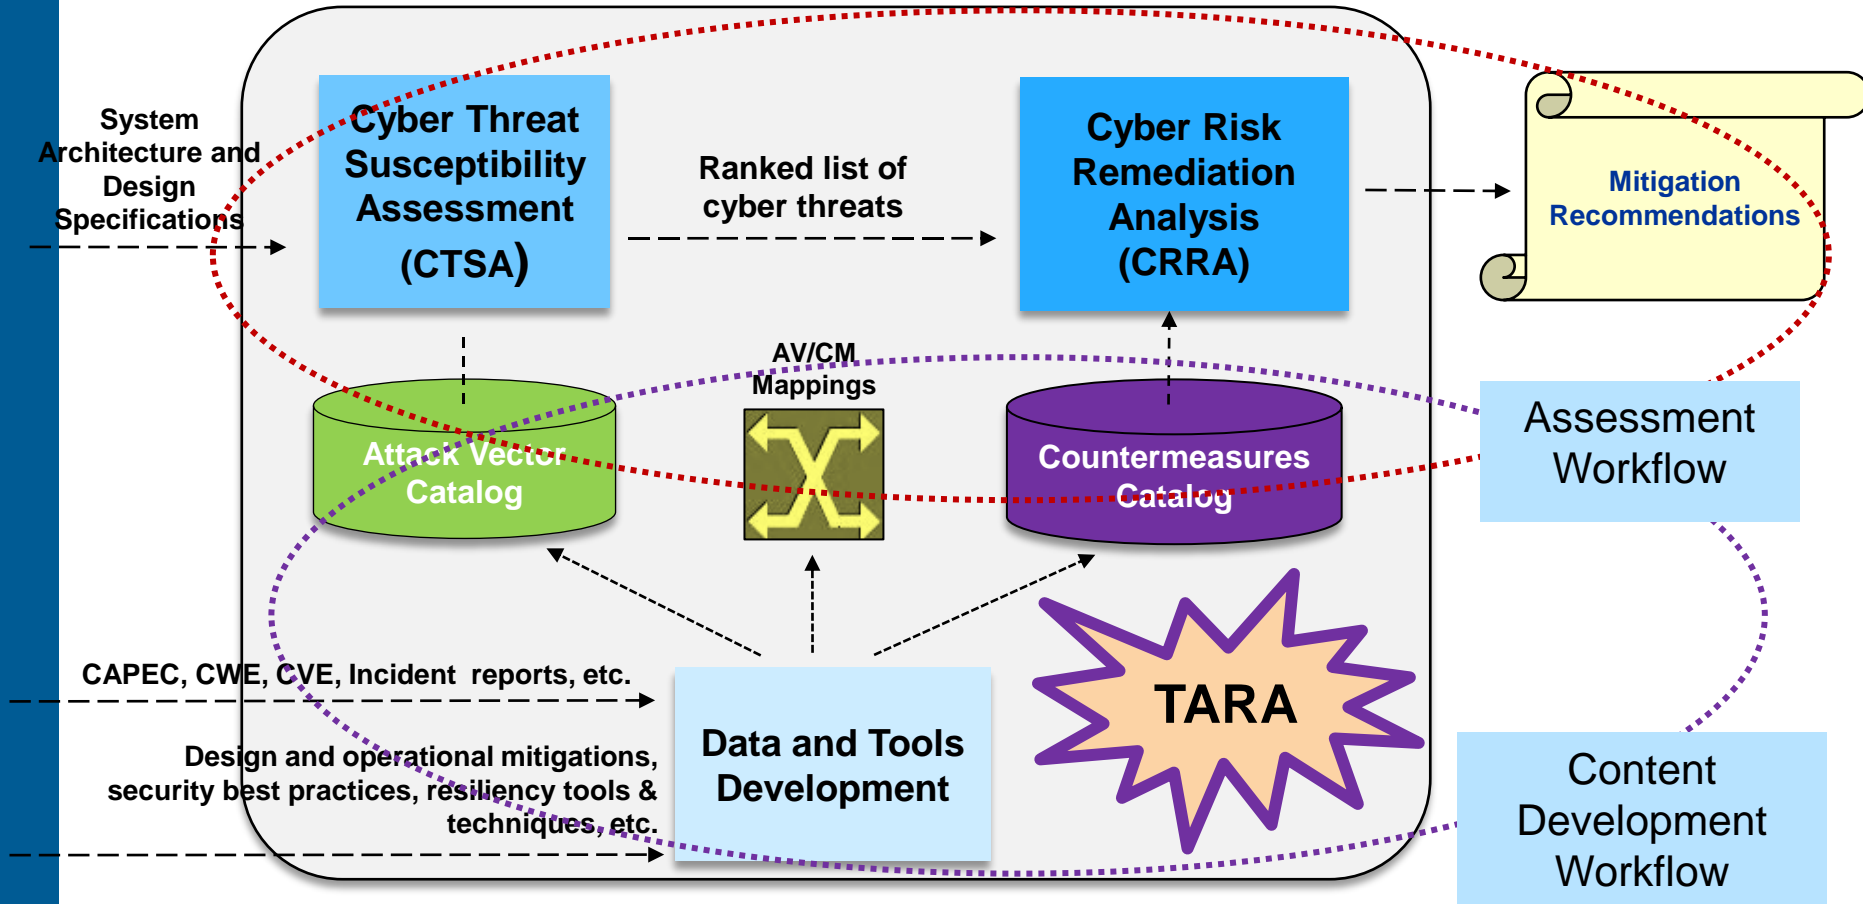 System
Architecture and
Design
Specifications
Cyber Threat
Susceptibility
Assessment
(CTSA)
Ranked list of
cyber threats
Cyber Risk
Remediation
Analysis
(CRRA)
Mitigation
Recommendations
AV/CM
Mappings
Attack Vector
Catalog
Countermeasures
Catalog
Assessment
Workflow
CAPEC, CWE, CVE, Incident reports, etc.
Design and operational mitigations,
security best practices, resiliency tools &
techniques, etc.
Data and Tools
Development
TARA
Content
Development
Workflow